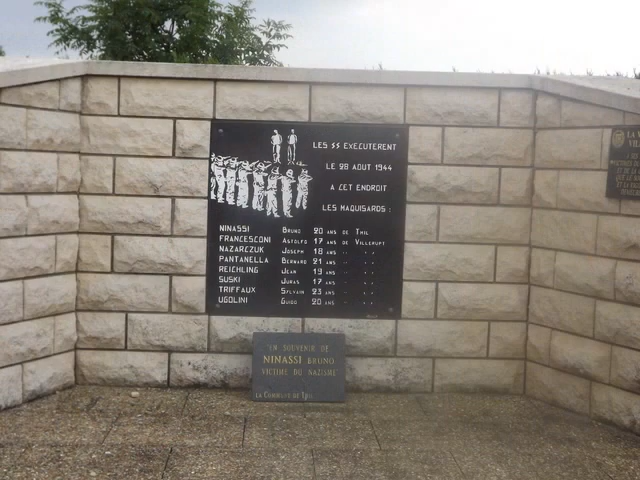 LES SS EXECUTERENT
LE 28 AOUT 1944
A CET ENDROIT
LES MAQUISARDS :
NINASSI BRUNO 20 ANS DE THIL
FRANCESCONI ASTOLFO 17 ANS DE VILLERUPT
NAZARCZUK JOSEPH 18 ANS " "
PANTANELLA BERNARD 21 ANS " "
REICHLING JEAN 19 ANS " "
SUSKI JURAS 17 ANS " "
TRIFFAUX SYLVAIN 23 ANS " "
UGOLINI GUIDO 20 ANS " "
EN SOUVENIR DE
NINASSI BRUNO
VICTIME DU NAZISME
LA COMMUNE DE THIL